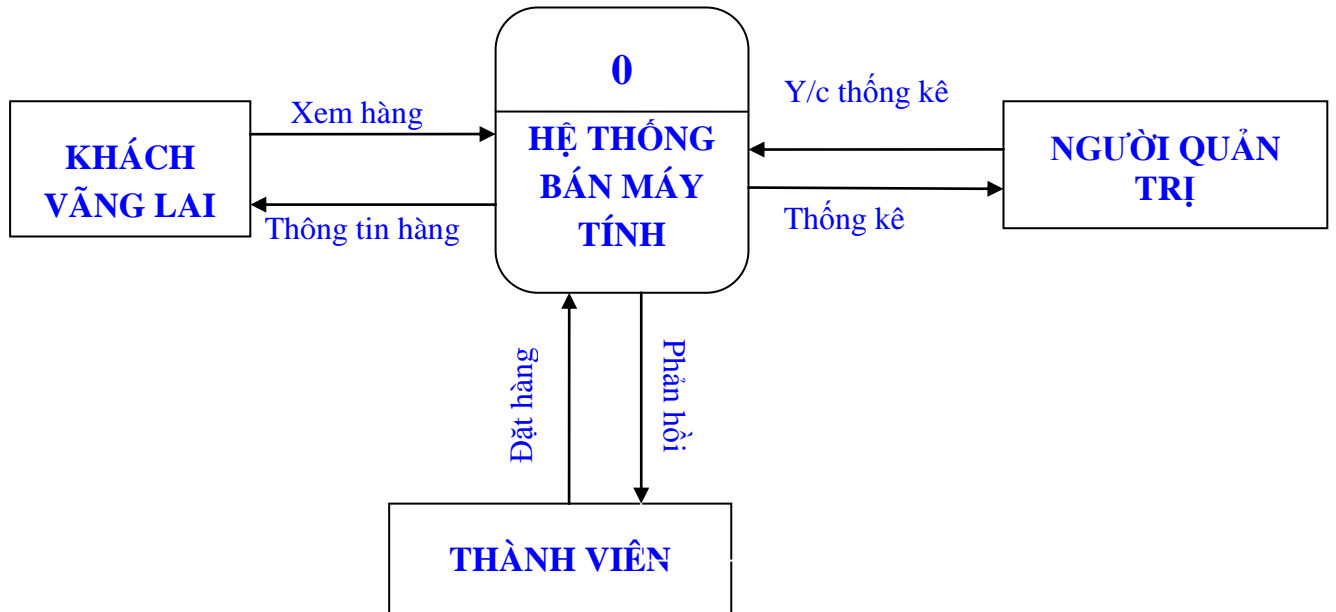 0
HỆ THỐNG
BÁN MÁY
TÍNH
KHÁCH
VÃNG LAI
Xem hàng
Thông tin hàng
Y/c thống kê
Thống kê
NGƯỜI QUẢN
TRỊ
Đặt hàng
Phản hồi
THÀNH VIÊN